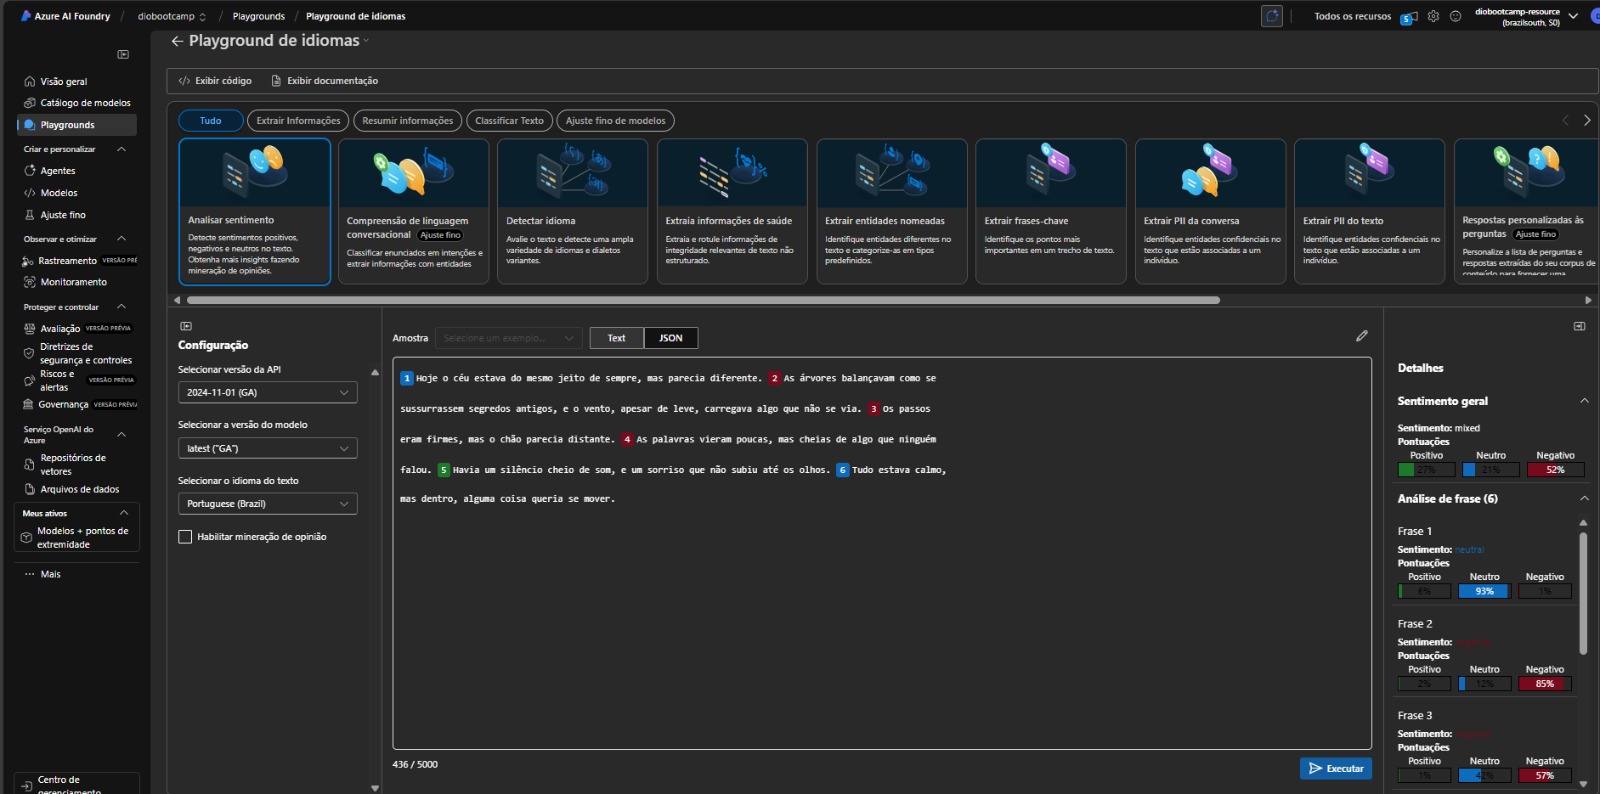 Azure AI Foundry / diobootcamp / Playgrounds / Playground de idiomas
Todos os recursos
5
diobootcamp-resource
(brazilsouth, S0)
Playground de idiomas
Visão geral
Catálogo de modelos
Playgrounds
Criar e personalizar
Agentes
Modelos
Ajuste fino
Observar e otimizar
Rastreamento VERSÃO PRÉ
Monitoramento
Proteger e controlar
Avaliação VERSÃO PRÉVIA
Diretrizes de
segurança e controles
Riscos e
alertas VERSÃO PRÉVIA
Governança VERSÃO PRÉVIA
Serviço OpenAI do
Azure
Repositórios de
vetores
Arquivos de dados
Meus ativos
Modelos + pontos de
extremidade
Mais
Centro de
gerenciamento
Exibir código
Exibir documentação
Tudo
Extrair Informações
Resumir informações
Classificar Texto
Ajuste fino de modelos
Analisar sentimento
Detecte sentimentos positivos,
negativos e neutros no texto.
Obtenha mais insights fazendo
mineração de opiniões.
Compreensão de linguagem
conversacional Ajuste fino
Classificar enunciados em intenções e
extrair informações com entidades
Detectar idioma
Avalie o texto e detecte uma ampla
variedade de idiomas e dialetos
variantes.
Extraia informações de saúde
Extraia e rotule informações de
integridade relevantes de texto não
estruturado.
Extrair entidades nomeadas
Identifique entidades diferentes no
texto e categorize-as em tipos
predefinidos.
Extrair frases-chave
Identifique os pontos mais
importantes em um trecho de texto.
Extrair PII da conversa
Identifique entidades confidenciais no
texto que estão associadas a um
indivíduo.
Extrair PII do texto
Identifique entidades confidenciais no
texto que estão associadas a um
indivíduo.
Respostas personalizadas às
perguntas Ajuste fino
Personalize a lista de perguntas e
respostas extraídas do seu corpus de
conteúdo para fornecer uma
Configuração
Selecionar versão da API
2024-11-01 (GA)
Selecionar a versão do modelo
latest ("GA")
Selecionar o idioma do texto
Portuguese (Brazil)
Habilitar mineração de opinião
Amostra
Selecione um exemplo...
Text
JSON
1 Hoje o céu estava do mesmo jeito de sempre, mas parecia diferente. 2 As árvores balançavam como se
sussurrassem segredos antigos, e o vento, apesar de leve, carregava algo que não se via. 3 Os passos
eram firmes, mas o chão parecia distante. 4 As palavras vieram poucas, mas cheias de algo que ninguém
falou. 5 Havia um silêncio cheio de som, e um sorriso que não subiu até os olhos. 6 Tudo estava calmo,
mas dentro, alguma coisa queria se mover.
436 / 5000
Executar
Detalhes
Sentimento geral
Sentimento: mixed
Pontuações
Positivo Neutro Negativo
27% 21% 52%
Análise de frase (6)
Frase 1
Sentimento: neutral
Pontuações
Positivo Neutro Negativo
6% 93% 1%
Frase 2
Sentimento: negative
Pontuações
Positivo Neutro Negativo
2% 12% 85%
Frase 3
Sentimento: negative
Pontuações
Positivo Neutro Negativo
1% 42% 57%